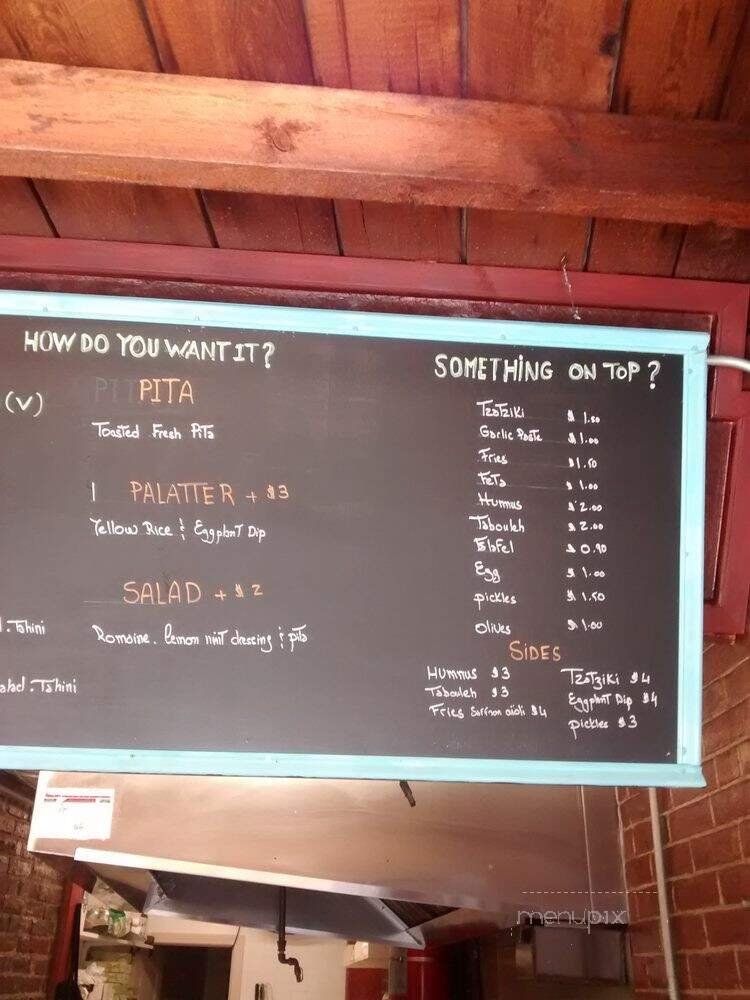 HOW DO YOU WANT IT?
(V)
PITA
Toasted Fresh Pita
PALATTER + $3
Yellow Rice & Eggplant Dip
SALAD + $2
Romaine. lemon mint dressing & pita
. Tahini
. Tahini
SOMETHING ON TOP?
Tzatziki $1.50
Garlic Paste $1.00
Fries $1.50
Feta $1.00
Hummus $2.00
Tabouleh $2.00
Falafel $0.90
Egg $1.00
pickles $1.50
Olives $1.00
SIDES
Hummus $3
Tabouleh $3
Fries Saffron aioli $4
Tzatziki $4
Eggplant Dip $4
pickles $3
menupix